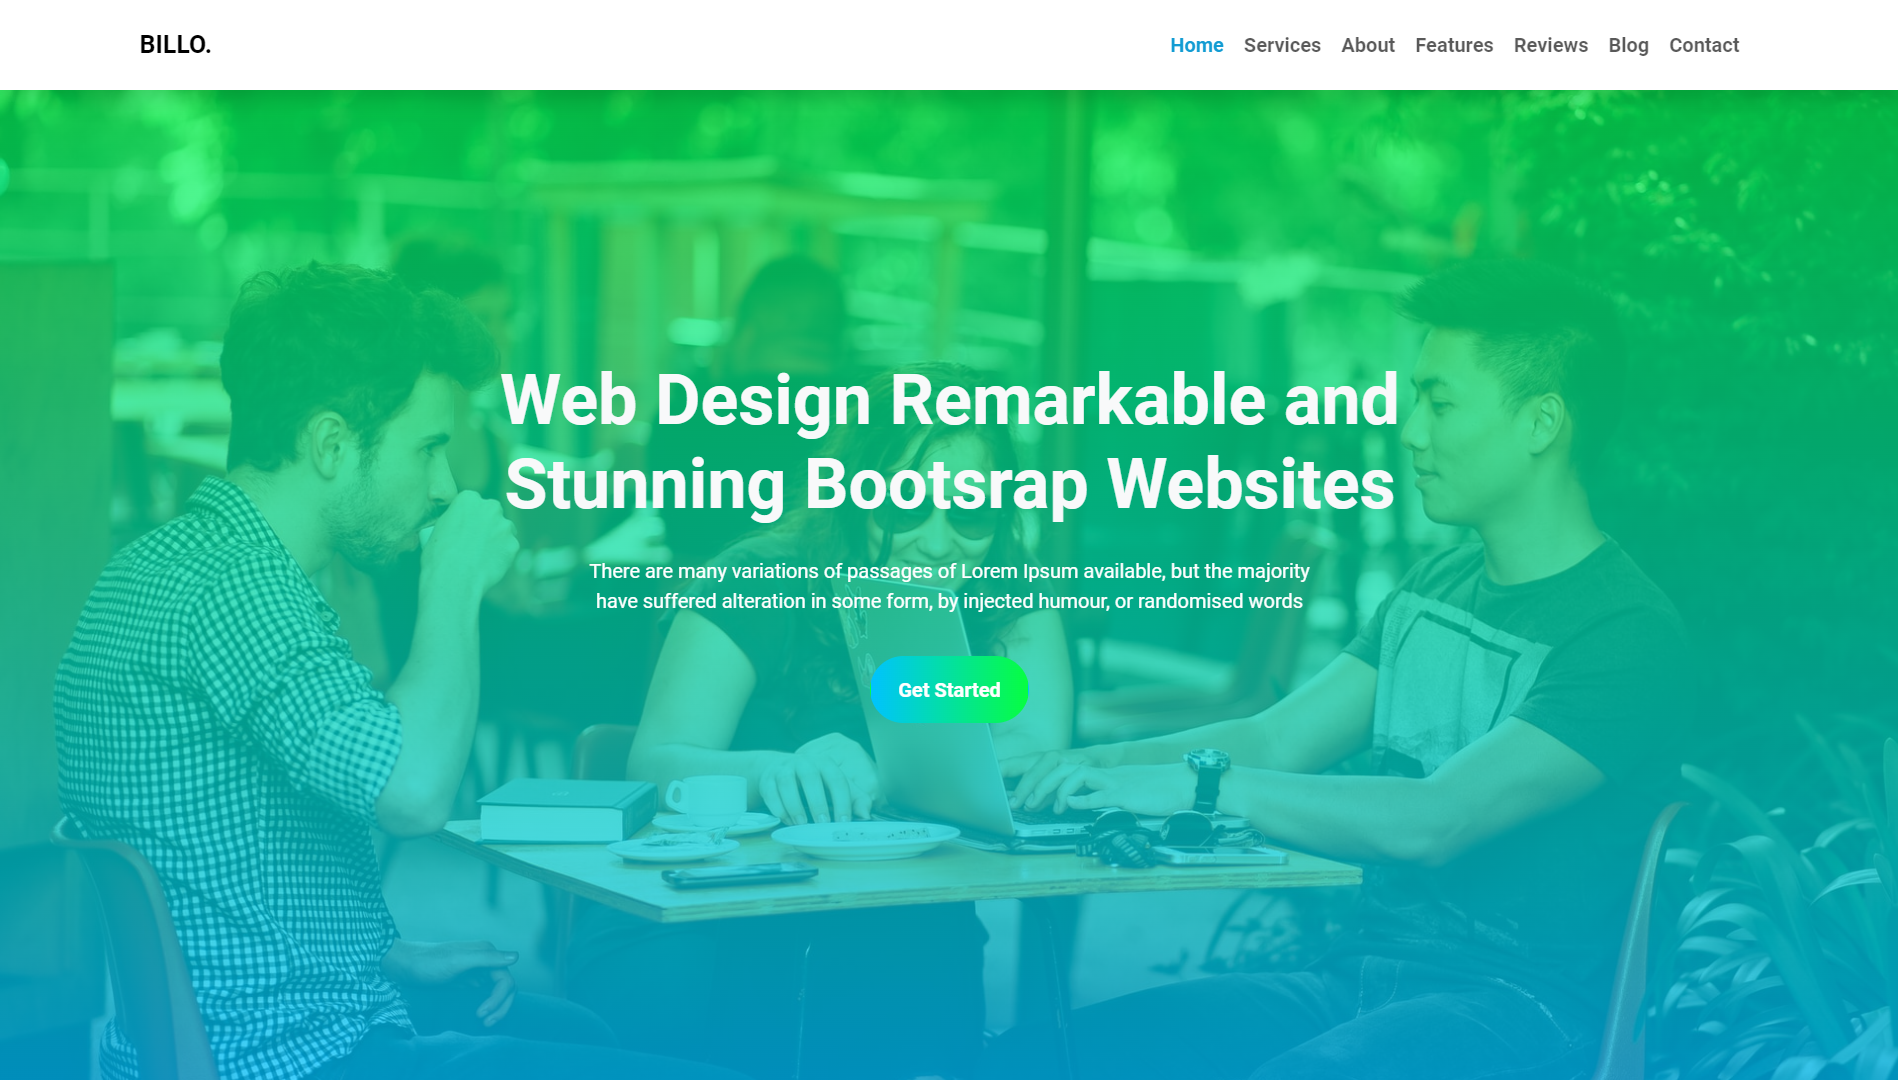 BILLO.
Home Services About Features Reviews Blog Contact
Web Design Remarkable and
Stunning Bootsrap Websites
There are many variations of passages of Lorem Ipsum available, but the majority
have suffered alteration in some form, by injected humour, or randomised words
Get Started